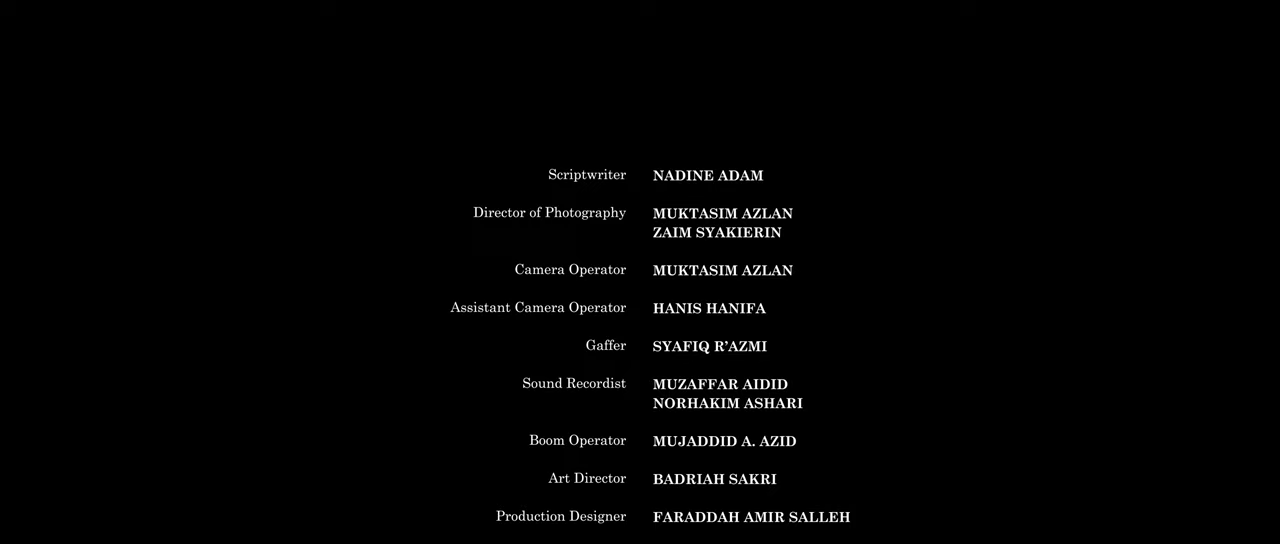 Scriptwriter NADINE ADAM
Director of Photography MUKTASIM AZLAN
ZAIM SYAKIERIN
Camera Operator MUKTASIM AZLAN
Assistant Camera Operator HANIS HANIFA
Gaffer SYAFIQ R’AZMI
Sound Recordist MUZAFFAR AIDID
NORHAKIM ASHARI
Boom Operator MUJADDID A. AZID
Art Director BADRIAH SAKRI
Production Designer FARADDAH AMIR SALLEH